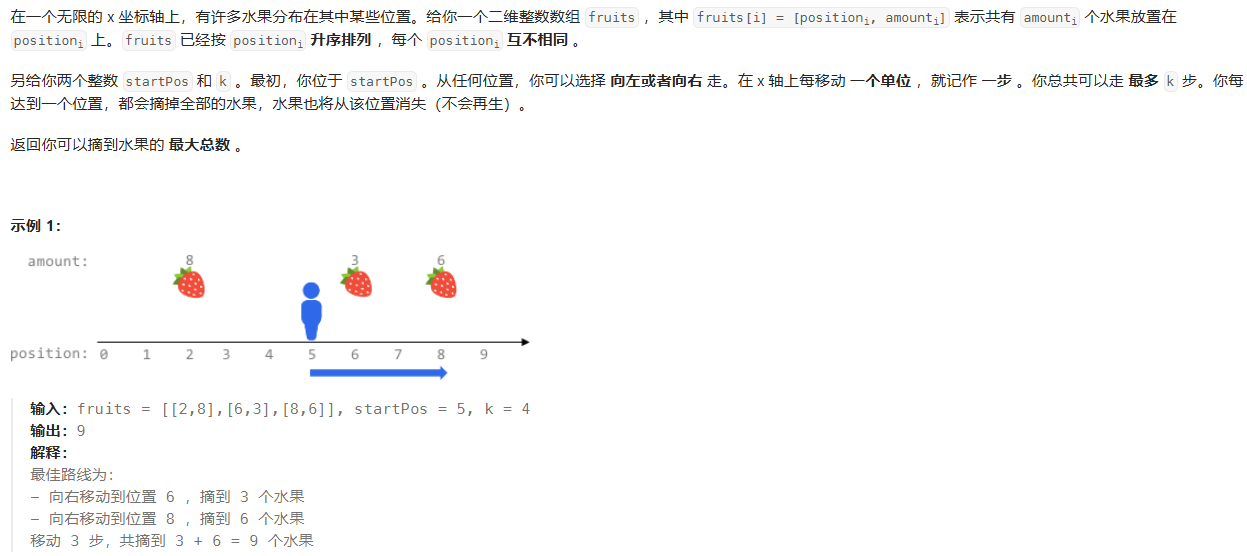 在一个无限的 x 坐标轴上，有许多水果分布在其中某些位置。给你一个二维整数数组 fruits ，其中 fruits[i] = [positioni, amounti] 表示共有 amounti 个水果放置在
positioni 上。fruits 已经按 positioni 升序排列 ，每个 positioni 互不相同 。
另给你两个整数 startPos 和 k 。最初，你位于 startPos 。从任何位置，你可以选择 向左或者向右 走。在 x 轴上每移动 一个单位 ，就记作 一步 。你总共可以走 最多 k 步。你每
达到一个位置，都会摘掉全部的水果，水果也将从该位置消失（不会再生）。
返回你可以摘到水果的 最大总数 。
示例 1：
amount: 8 3 6
position: 0 1 2 3 4 5 6 7 8 9
输入：fruits = [[2,8],[6,3],[8,6]], startPos = 5, k = 4
输出：9
解释：
最佳路线为：
- 向右移动到位置 6 ，摘到 3 个水果
- 向右移动到位置 8 ，摘到 6 个水果
移动 3 步，共摘到 3 + 6 = 9 个水果